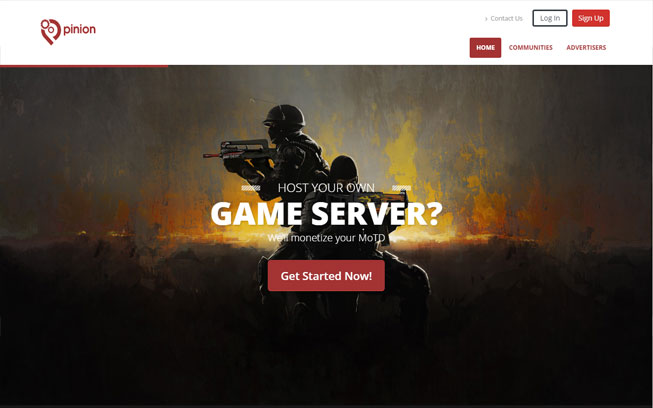 pinion
Contact Us
Log In
Sign Up
HOME
COMMUNITIES
ADVERTISERS
HOST YOUR OWN
GAME SERVER?
We'll monetize your MoTD
Get Started Now!